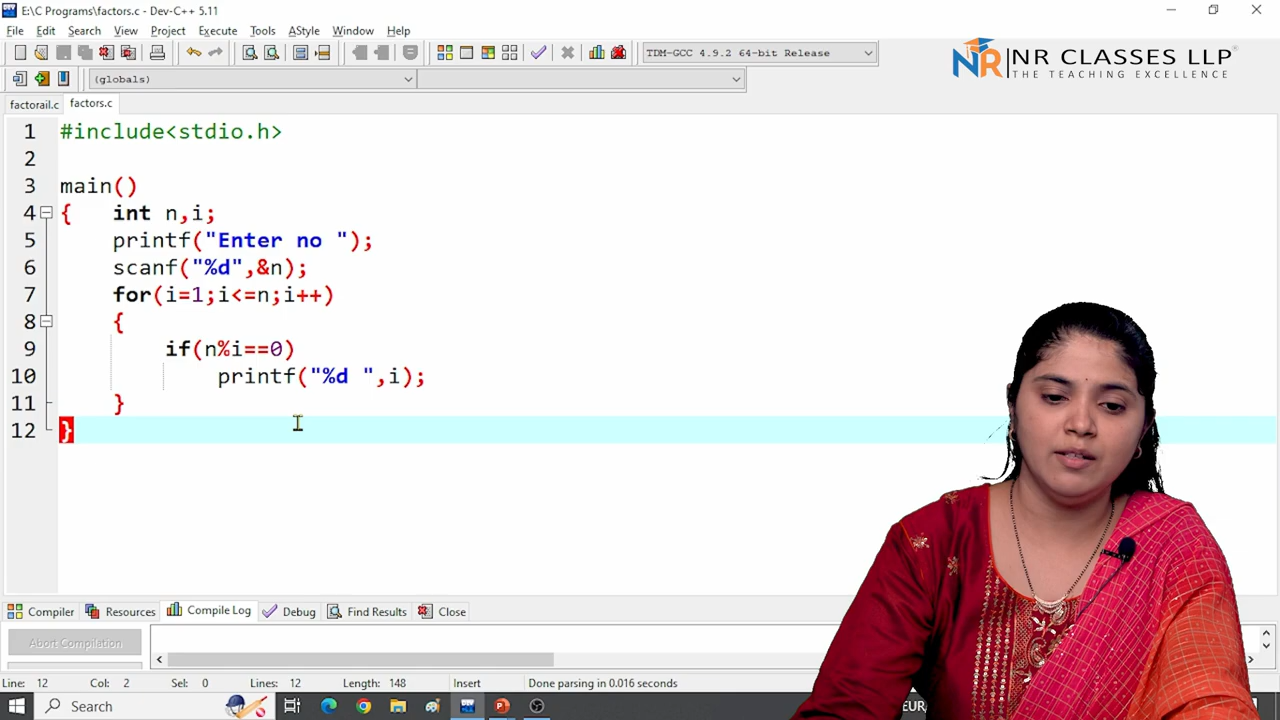 E:\C Programs\factors.c - Dev-C++ 5.11
File Edit Search View Project Execute Tools AStyle Window Help
TDM-GCC 4.9.2 64-bit Release
(globals)
NR NR CLASSES LLP®
THE TEACHING EXCELLENCE
factorail.c factors.c
1 #include<stdio.h>
2
3 main()
4 { int n,i;
5 printf("Enter no ");
6 scanf("%d",&n);
7 for(i=1;i<=n;i++)
8 {
9 if(n%i==0)
10 printf("%d ",i);
11 }
12 }
Compiler Resources Compile Log Debug Find Results Close
Abort Compilation
Line: 12 Col: 2 Sel: 0 Lines: 12 Length: 148 Insert Done parsing in 0.016 seconds
Search
EUR